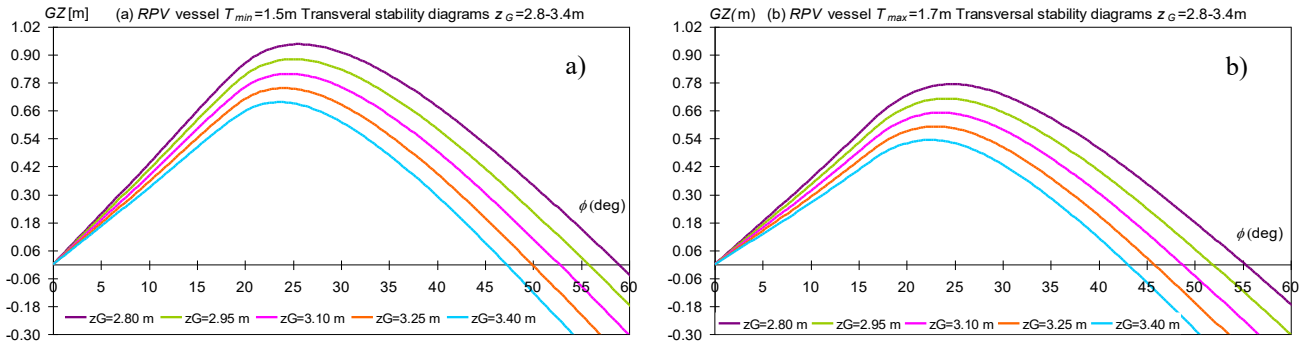 GZ[m] (a) RPV vessel Tmin=1.5m Transveral stability diagrams zG=2.8-3.4m
1.02
0.90
0.78
0.66
0.54
0.42
0.30
0.18
0.06
-0.06
-0.18
-0.30
a)
ϕ(deg)
0 5 10 15 20 25 30 35 40 45 50 55 60
zG=2.80 m zG=2.95 m zG=3.10 m zG=3.25 m zG=3.40 m
GZ(m) (b) RPV vessel Tmax=1.7m Transversal stability diagrams zG=2.8-3.4m
1.02
0.90
0.78
0.66
0.54
0.42
0.30
0.18
0.06
-0.06
-0.18
-0.30
b)
ϕ(deg)
0 5 10 15 20 25 30 35 40 45 50 55 60
zG=2.80 m zG=2.95 m zG=3.10 m zG=3.25 m zG=3.40 m